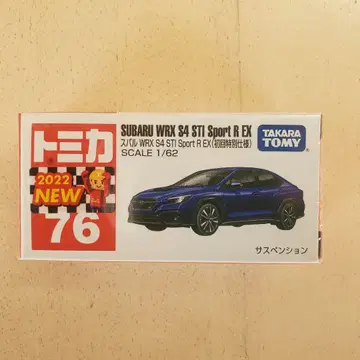 トミカ
2022
NEW
76
SUBARU WRX S4 STI Sport R EX
スバル WRX S4 STI Sport R EX(初回特別仕様)
SCALE 1/62
TAKARA
TOMY
サスペンション